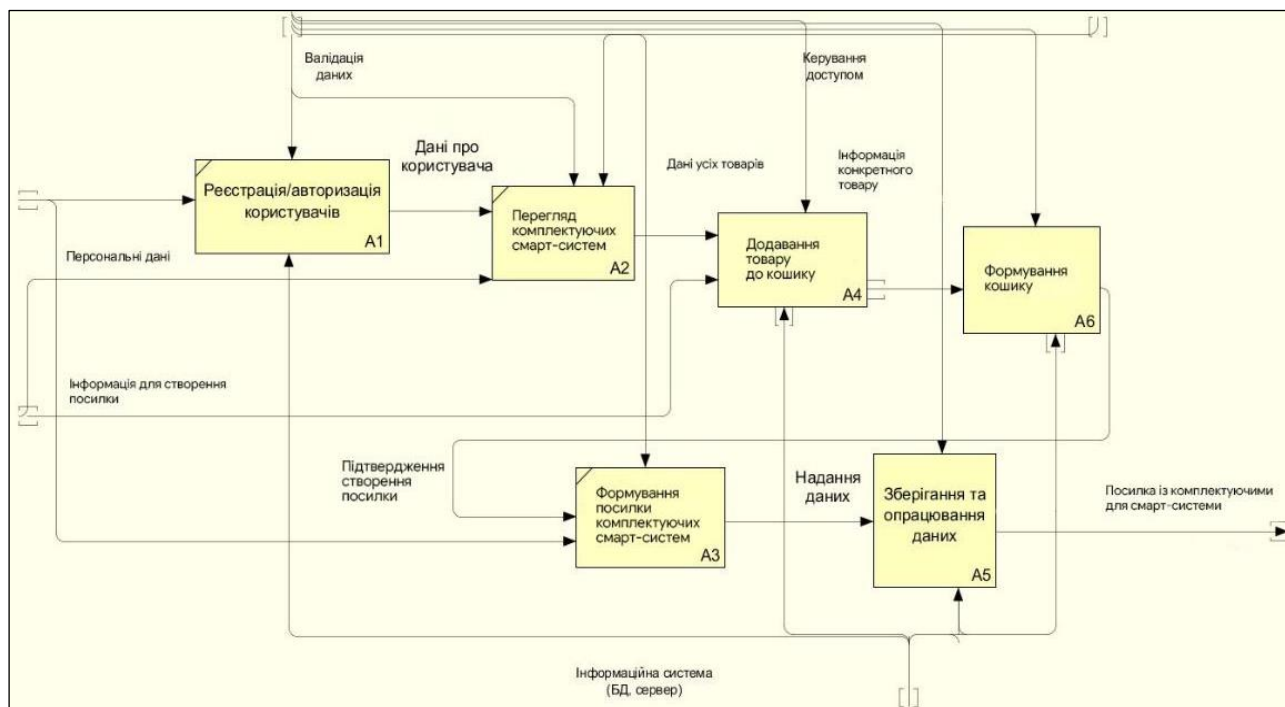 Валідація
даних
Керування
доступом
Дані про
користувача
Дані усіх товарів
Інформація
конкретного
товару
Реєстрація/авторизація
користувачів
A1
Перегляд
комплектуючих
смарт-систем
A2
Додавання
товару
до кошику
A4
Формування
кошику
A6
Персональні дані
Інформація для створення
посилки
Підтвердження
створення
посилки
Формування
посилки
комплектуючих
смарт-систем
A3
Надання
даних
Зберігання та
опрацювання
даних
A5
Посилка із комплектуючими
для смарт-системи
Інформаційна система
(БД, сервер)